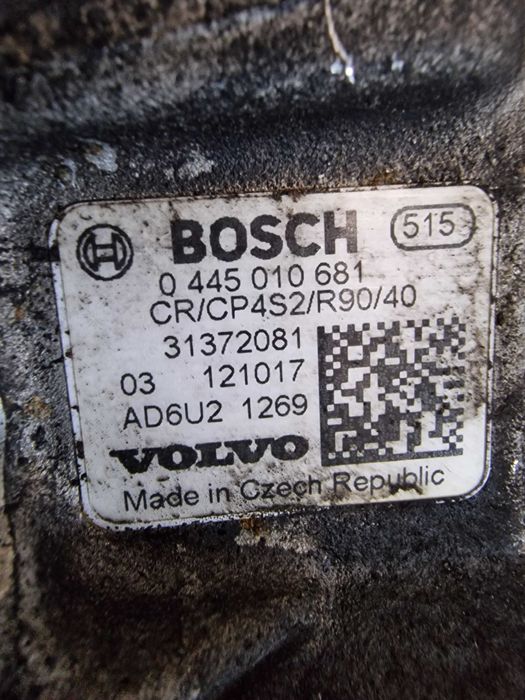 BOSCH 515
0 445 010 681
CR/CP4S2/R90/40
31372081
03 121017
AD6U2 1269
VOLVO
Made in Czech Republic